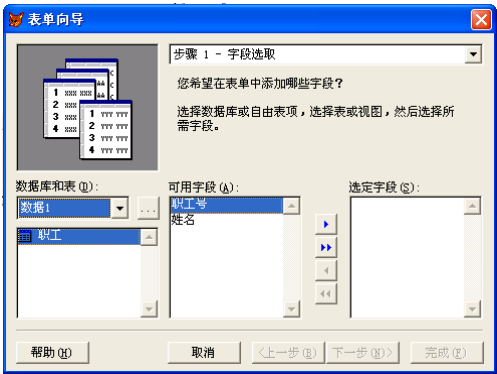 表单向导
步骤 1 - 字段选取
您希望在表单中添加哪些字段？
选择数据库或自由表项，选择表或视图，然后选择所
需字段。
数据库和表(D)：
可用字段(A)：
选定字段(S)：
数据1
...
职工
职工号
姓名
帮助(H)
取消
<上一步(B)
下一步(N)>
完成(F)